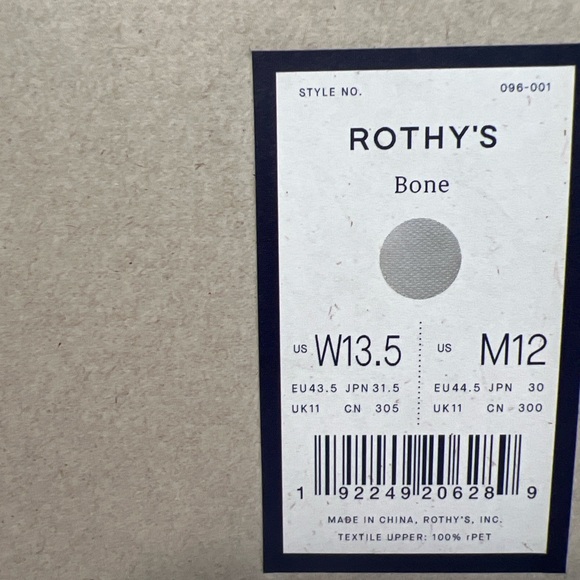 STYLE NO. 096-001
ROTHY'S
Bone
US W13.5 US M12
EU43.5 JPN 31.5 EU44.5 JPN 30
UK11 CN 305 UK11 CN 300
1 92249 20628 9
MADE IN CHINA, ROTHY'S, INC.
TEXTILE UPPER: 100% rPET